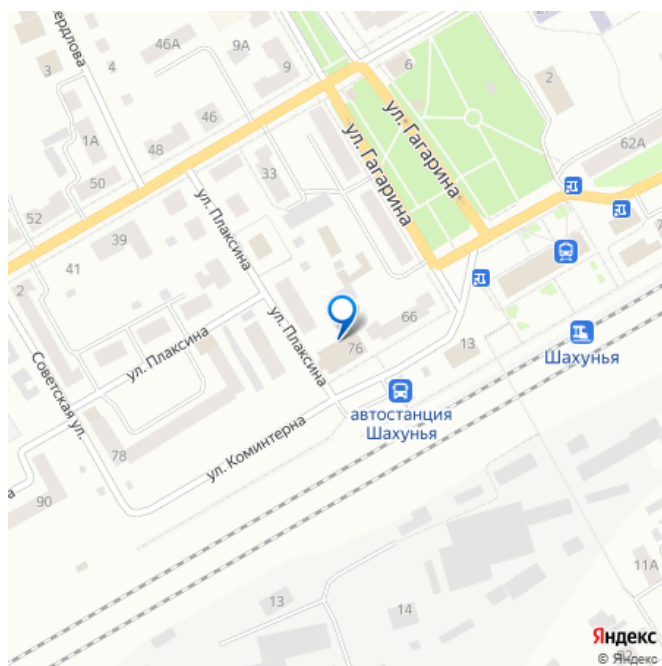 ердлова
46А
9А
3
4
9
6
2
46
1А
48
62А
ул. Гагарина
ул. Гагарина
50
33
52
39
ул. Плаксина
41
2
66
ул. Плаксина
76
13
Шахунья
ул. Плаксина
автостанция
Шахунья
Советская ул.
ул. Коминтерна
78
90
а
11А
13
14
Яндекс
© Яндекс